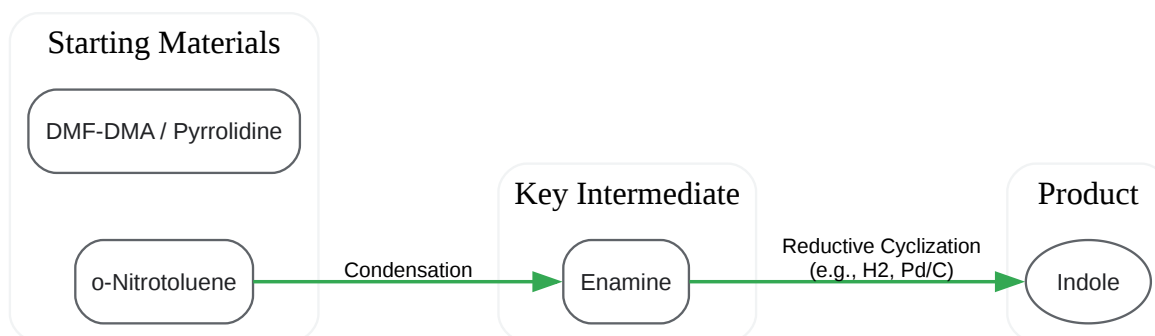 Starting Materials
DMF-DMA / Pyrrolidine
o-Nitrotoluene
Condensation
Key Intermediate
Enamine
Reductive Cyclization
(e.g., H2, Pd/C)
Product
Indole